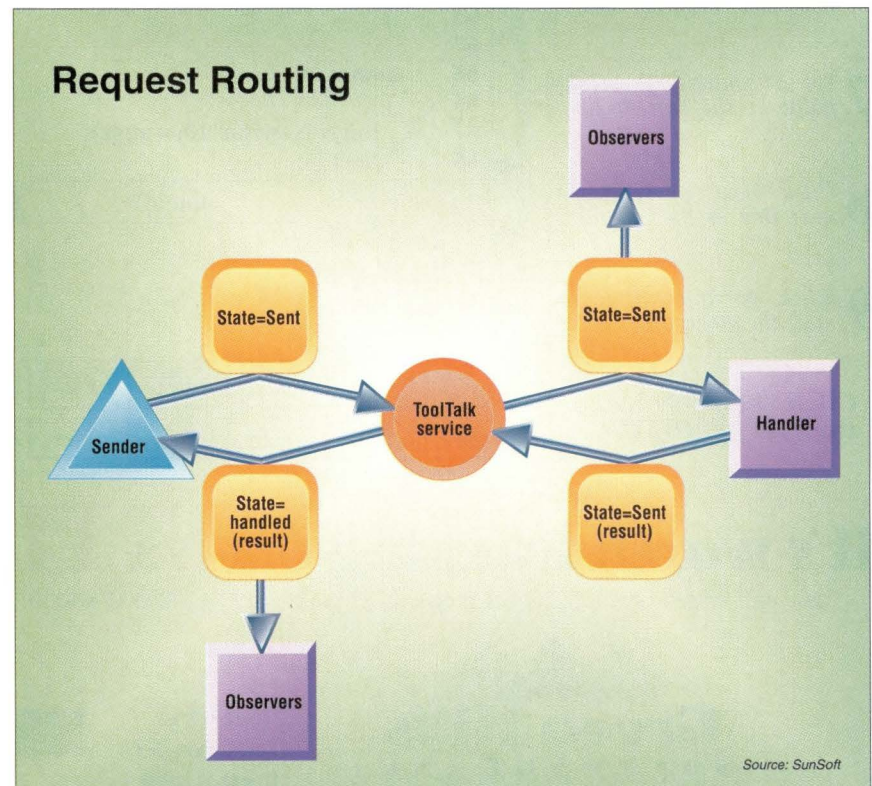 Request Routing
Observers
State=Sent
State=Sent
Sender
ToolTalk
service
Handler
State=
handled
(result)
State=Sent
(result)
Observers
Source: SunSoft